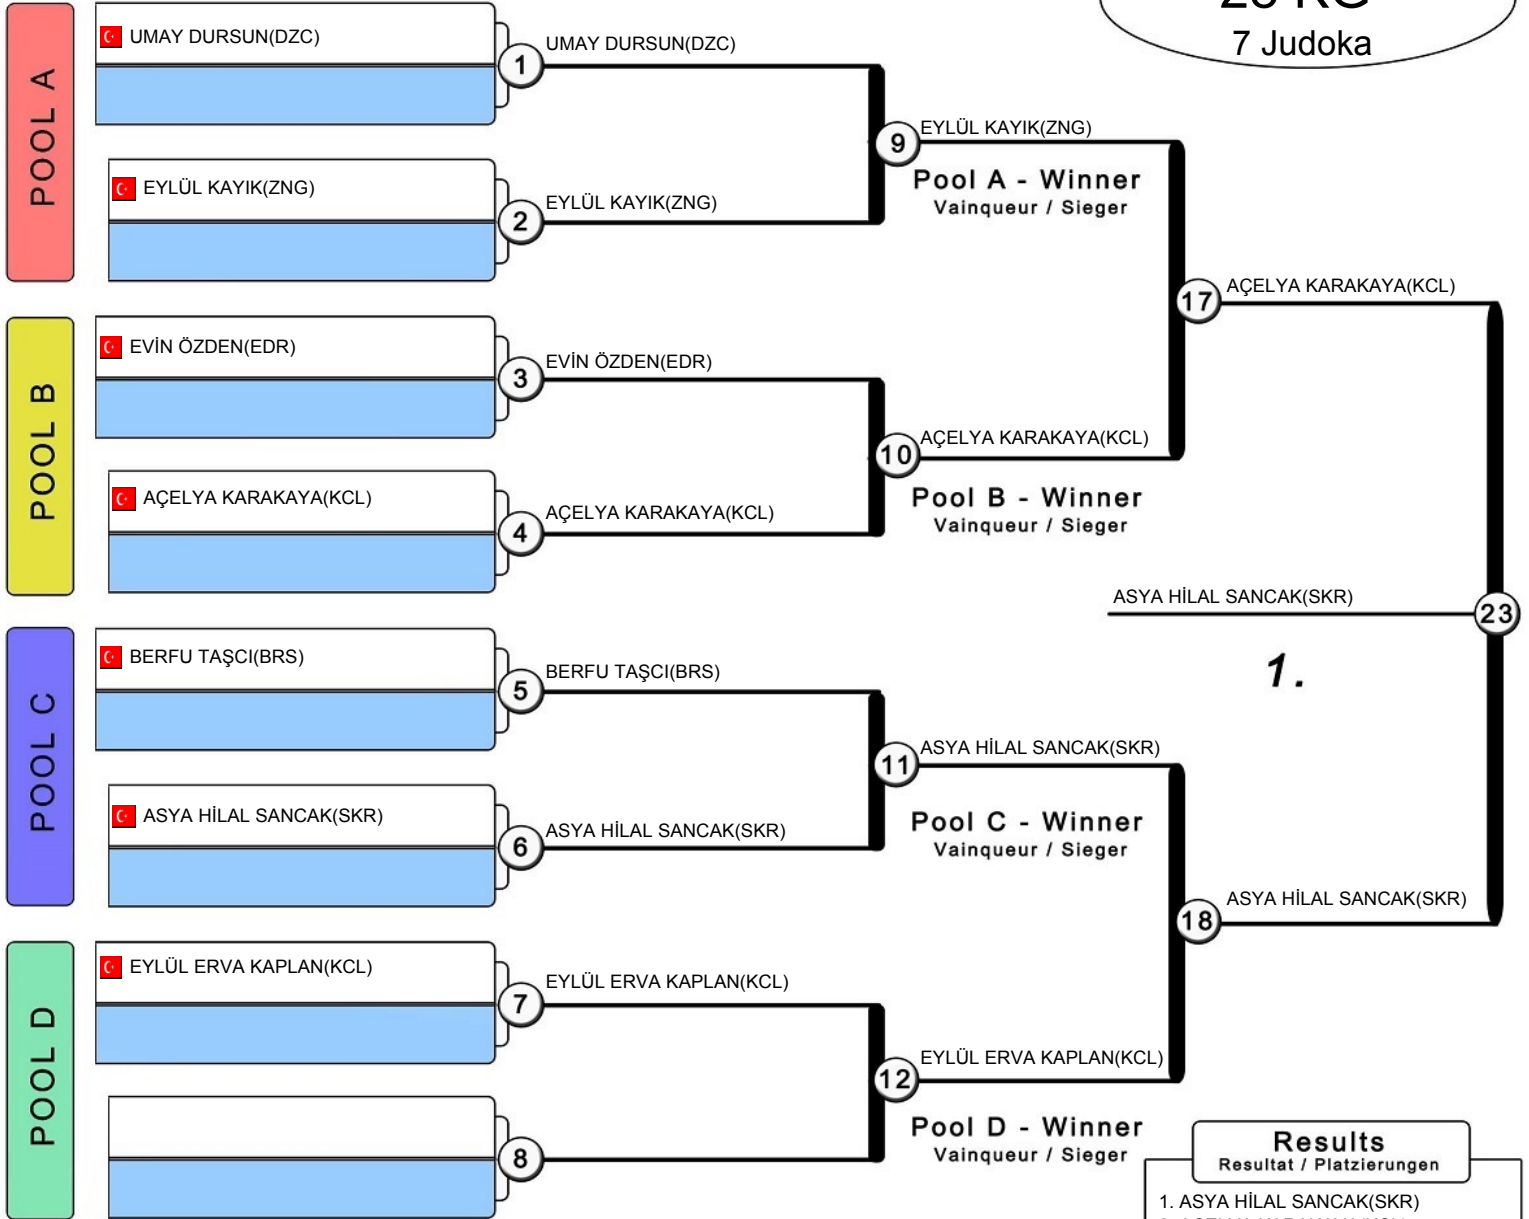 7 Judoka
POOL A
UMAY DURSUN(DZC)
1
UMAY DURSUN(DZC)
EYLÜL KAYIK(ZNG)
2
EYLÜL KAYIK(ZNG)
9
EYLÜL KAYIK(ZNG)
Pool A - Winner
Vainqueur / Sieger
POOL B
EVİN ÖZDEN(EDR)
3
EVİN ÖZDEN(EDR)
AÇELYA KARAKAYA(KCL)
4
AÇELYA KARAKAYA(KCL)
10
AÇELYA KARAKAYA(KCL)
Pool B - Winner
Vainqueur / Sieger
17
AÇELYA KARAKAYA(KCL)
POOL C
BERFU TAŞCI(BRS)
5
BERFU TAŞCI(BRS)
ASYA HİLAL SANCAK(SKR)
6
ASYA HİLAL SANCAK(SKR)
11
ASYA HİLAL SANCAK(SKR)
Pool C - Winner
Vainqueur / Sieger
POOL D
EYLÜL ERVA KAPLAN(KCL)
7
EYLÜL ERVA KAPLAN(KCL)
8
12
EYLÜL ERVA KAPLAN(KCL)
Pool D - Winner
Vainqueur / Sieger
18
ASYA HİLAL SANCAK(SKR)
ASYA HİLAL SANCAK(SKR)
23
1.
Results
Resultat / Platzierungen
1. ASYA HİLAL SANCAK(SKR)